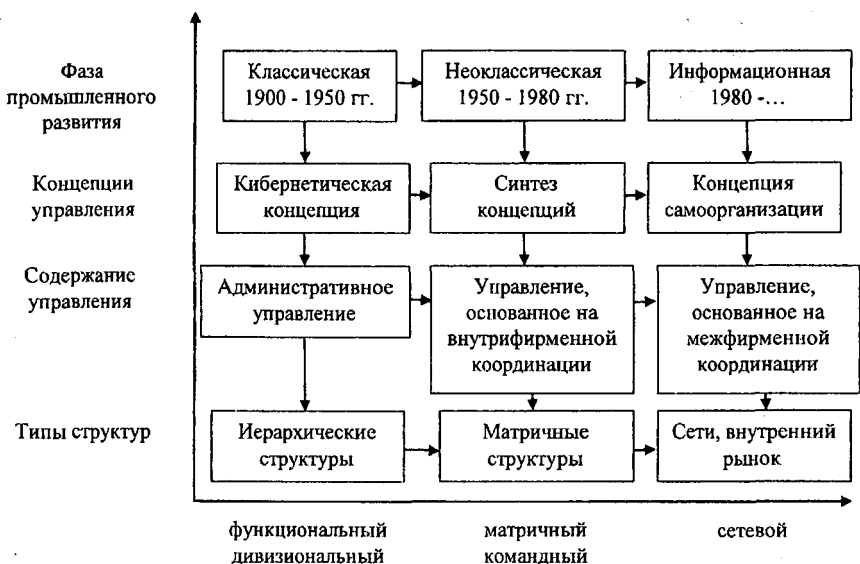 Фаза
промышленного
развития
Классическая
1900 - 1950 гг.
Неоклассическая
1950 - 1980 гг.
Информационная
1980 -...
Концепции
управления
Кибернетическая
концепция
Синтез
концепций
Концепция
самоорганизации
Содержание
управления
Административное
управление
Управление,
основанное на
внутрифирменной
координации
Управление,
основанное на
межфирменной
координации
Типы структур
Иерархические
структуры
Матричные
структуры
Сети, внутренний
рынок
функциональный
дивизиональный
матричный
командный
сетевой